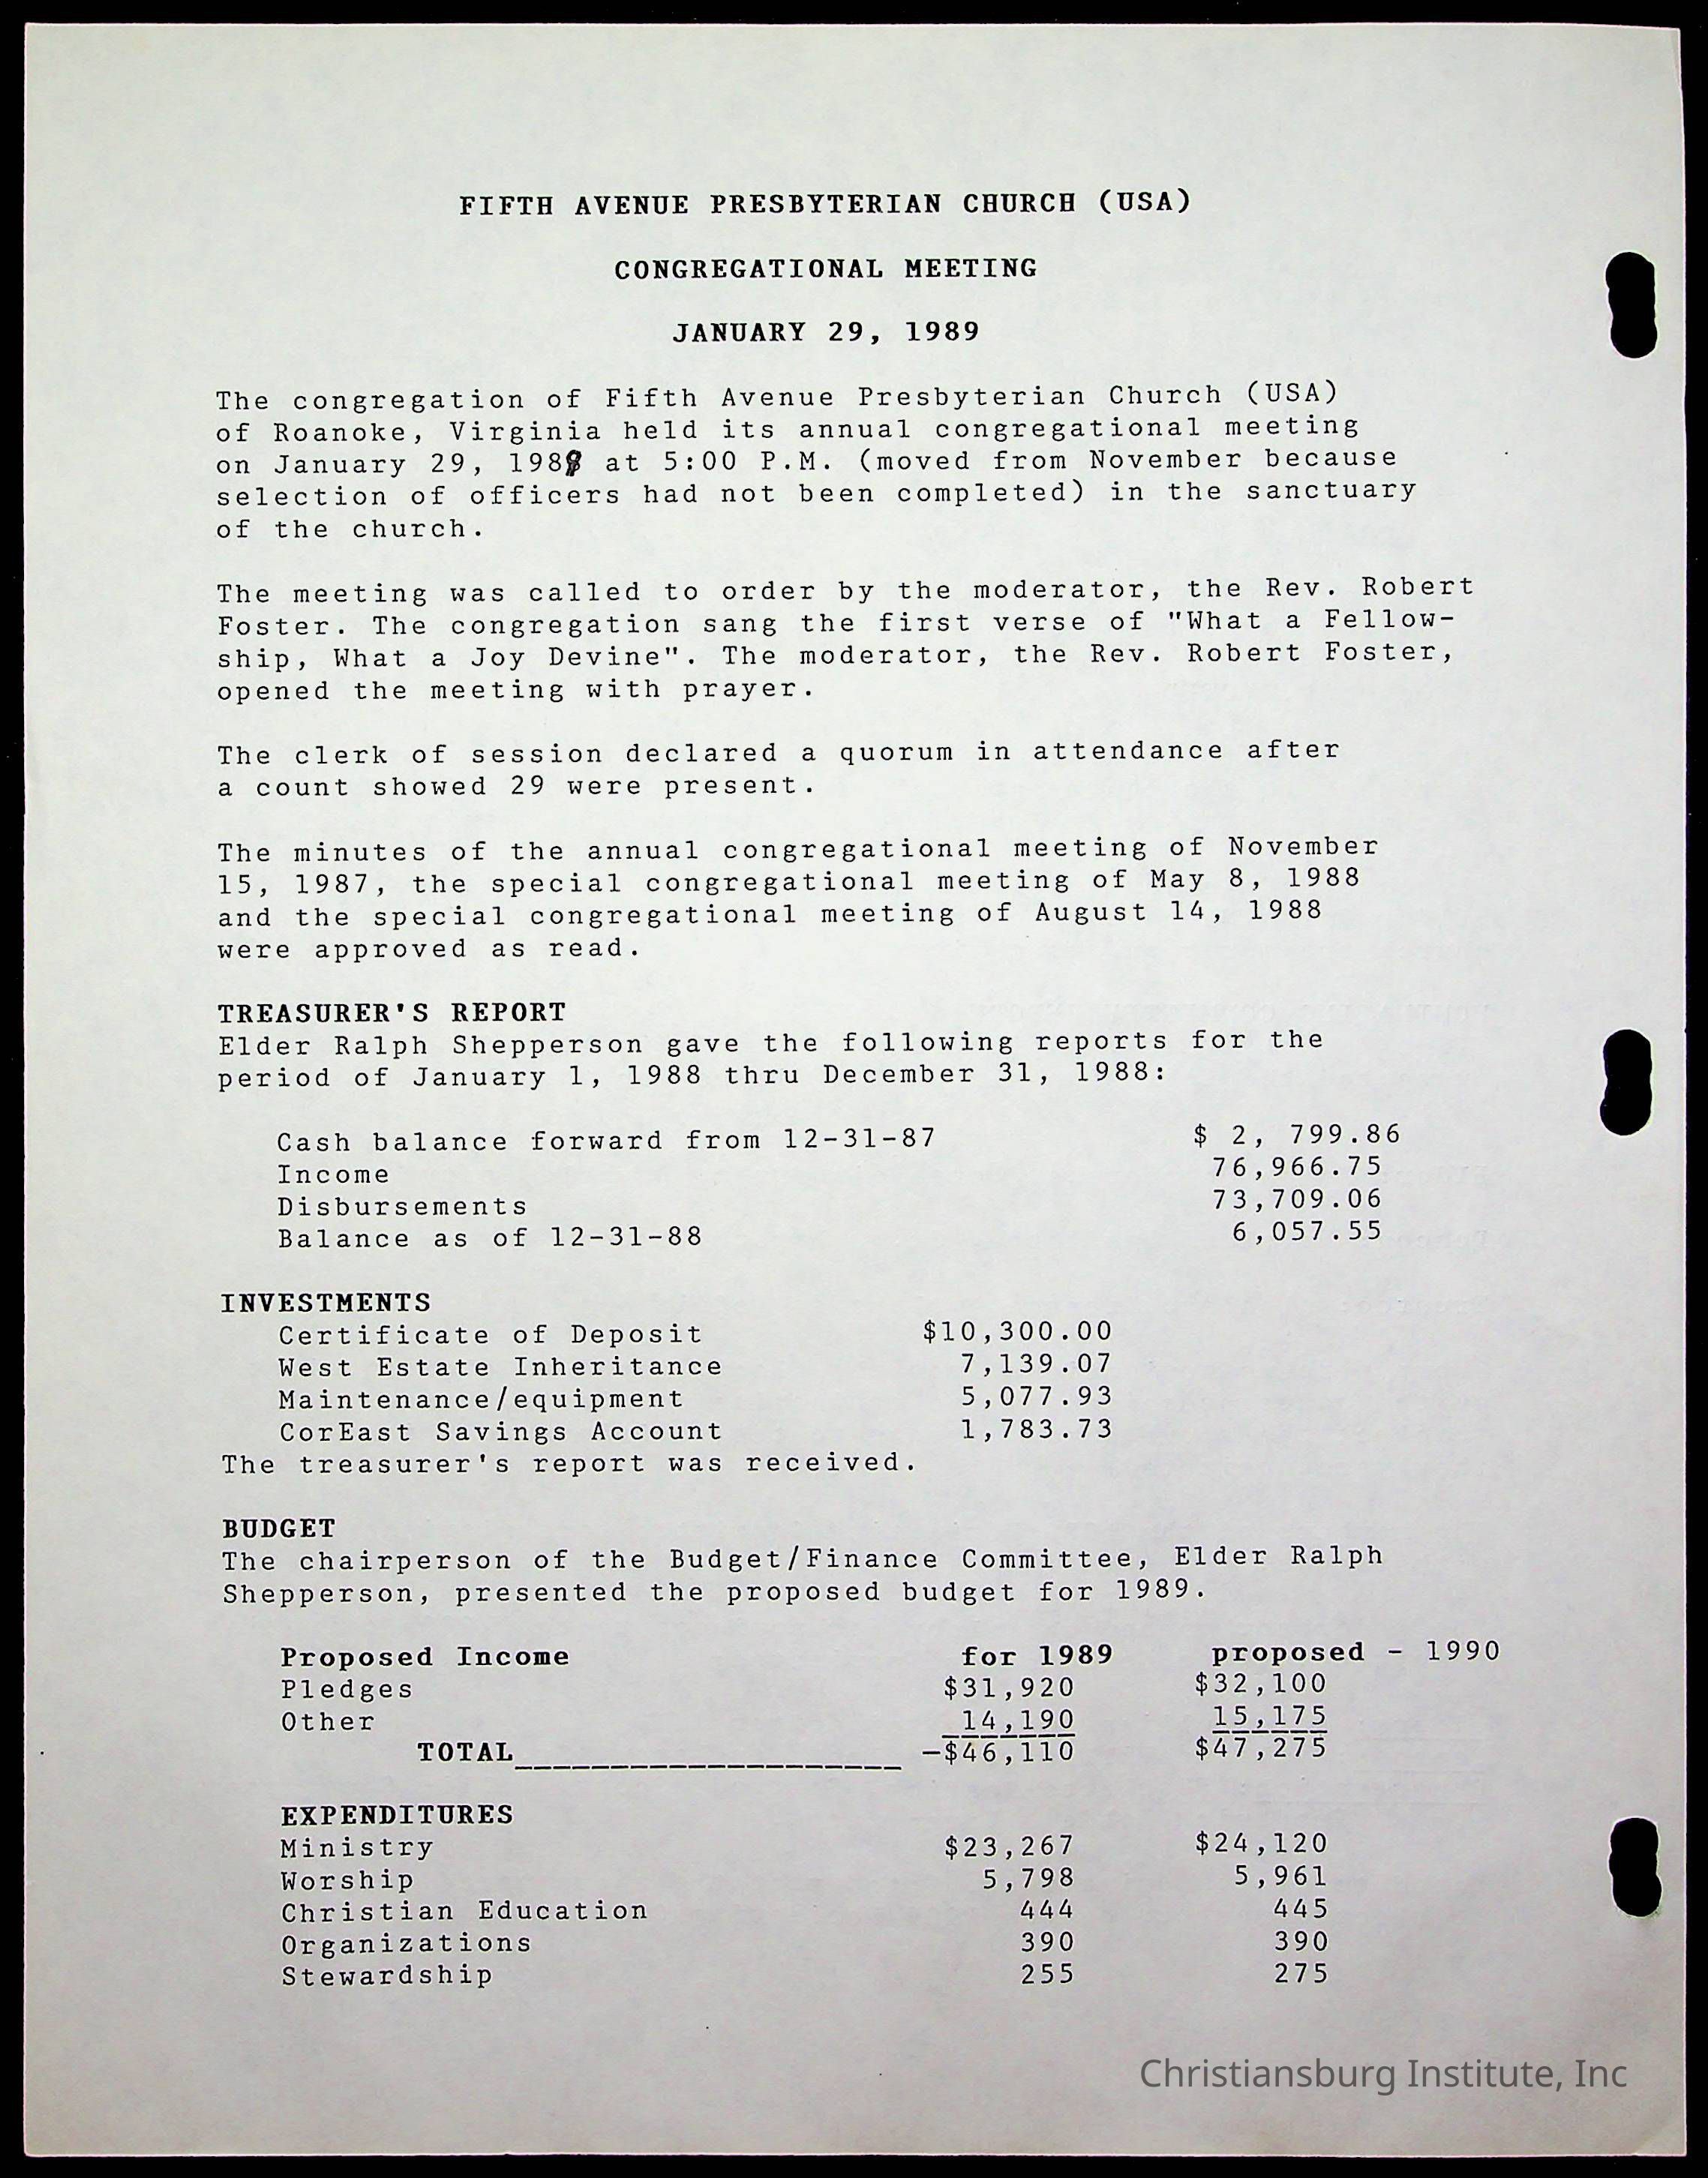 FIFTH AVENUE PRESBYTERIAN CHURCH (USA)
CONGREGATIONAL MEETING
JANUARY 29, 1989
The congregation of Fifth Avenue Presbyterian Church (USA)
of Roanoke, Virginia held its annual congregational meeting
on January 29, 1989 at 5:00 P.M. (moved from November because
selection of officers had not been completed) in the sanctuary
of the church.
The meeting was called to order by the moderator, the Rev. Robert
Foster. The congregation sang the first verse of "What a Fellow-
ship, What a Joy Devine". The moderator, the Rev. Robert Foster,
opened the meeting with prayer.
The clerk of session declared a quorum in attendance after
a count showed 29 were present.
The minutes of the annual congregational meeting of November
15, 1987, the special congregational meeting of May 8, 1988
and the special congregational meeting of August 14, 1988
were approved as read.
TREASURER'S REPORT
Elder Ralph Shepperson gave the following reports for the
period of January 1, 1988 thru December 31, 1988:
Cash balance forward from 12-31-87 $ 2, 799.86
Income 76,966.75
Disbursements 73,709.06
Balance as of 12-31-88 6,057.55
INVESTMENTS
Certificate of Deposit $10,300.00
West Estate Inheritance 7,139.07
Maintenance/equipment 5,077.93
CorEast Savings Account 1,783.73
The treasurer's report was received.
BUDGET
The chairperson of the Budget/Finance Committee, Elder Ralph
Shepperson, presented the proposed budget for 1989.
Proposed Income for 1989 proposed - 1990
Pledges $31,920 $32,100
Other 14,190 15,175
TOTAL____________________ -$46,110 $47,275
EXPENDITURES
Ministry $23,267 $24,120
Worship 5,798 5,961
Christian Education 444 445
Organizations 390 390
Stewardship 255 275
Christiansburg Institute, Inc